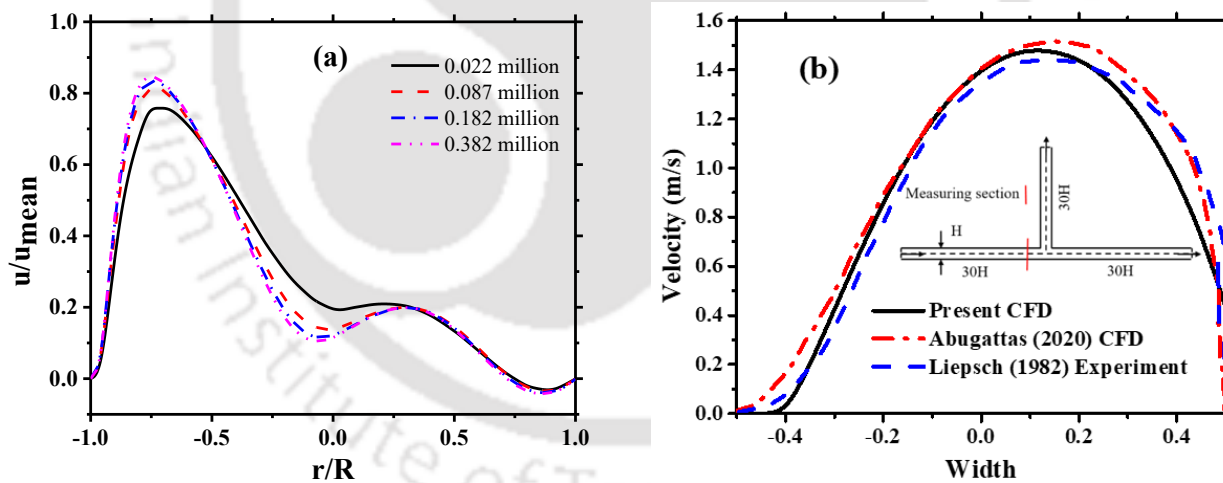 (a)
0.022 million
0.087 million
0.182 million
0.382 million
u/umean
1.0
0.8
0.6
0.4
0.2
0.0
-1.0 -0.5 0.0 0.5 1.0
r/R
Indian Institute of T
(b)
Velocity (m/s)
1.6
1.4
1.2
1.0
0.8
0.6
0.4
0.2
0.0
Measuring section
30H
H
30H 30H
Present CFD
Abugattas (2020) CFD
Liepsch (1982) Experiment
-0.4 -0.2 0.0 0.2 0.4
Width